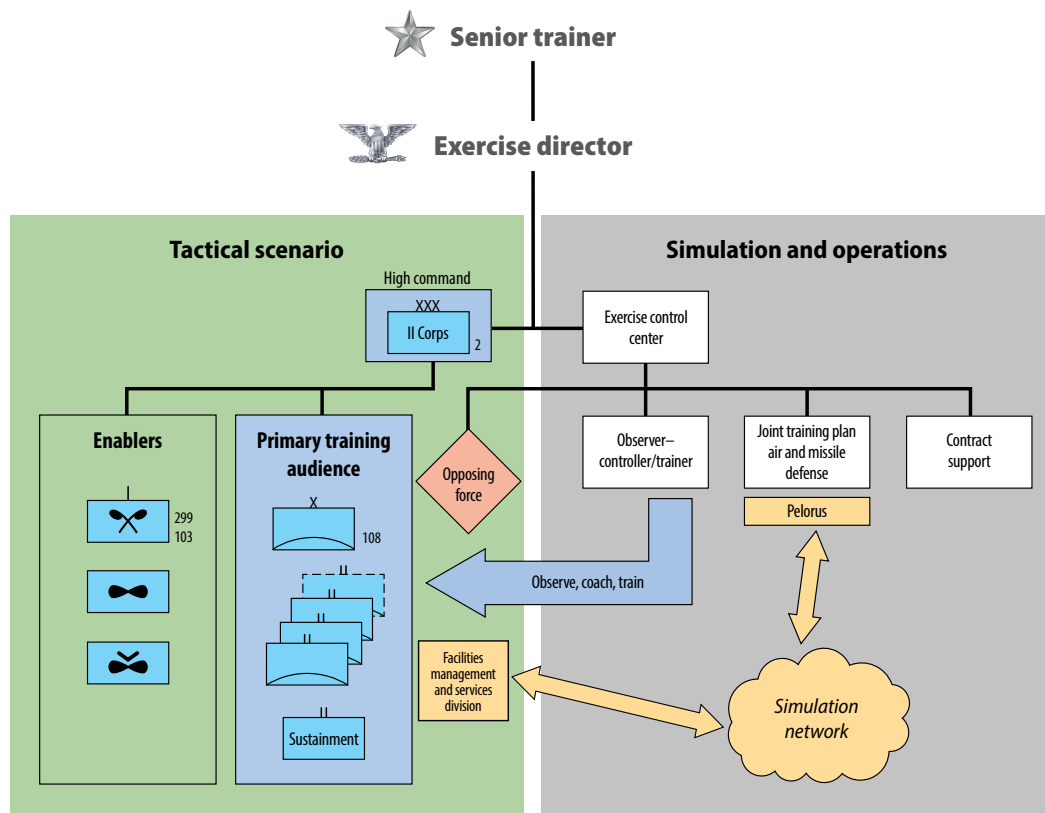 Senior trainer
Exercise director
Tactical scenario
Simulation and operations
High command
XXX
II Corps
2
Exercise control
center
Enablers
299
103
Primary training
audience
X
108
II
II
II
II
II
Sustainment
Opposing
force
Observer–
controller/trainer
Joint training plan
air and missile
defense
Pelorus
Contract
support
Observe, coach, train
Facilities
management
and services
division
Simulation
network